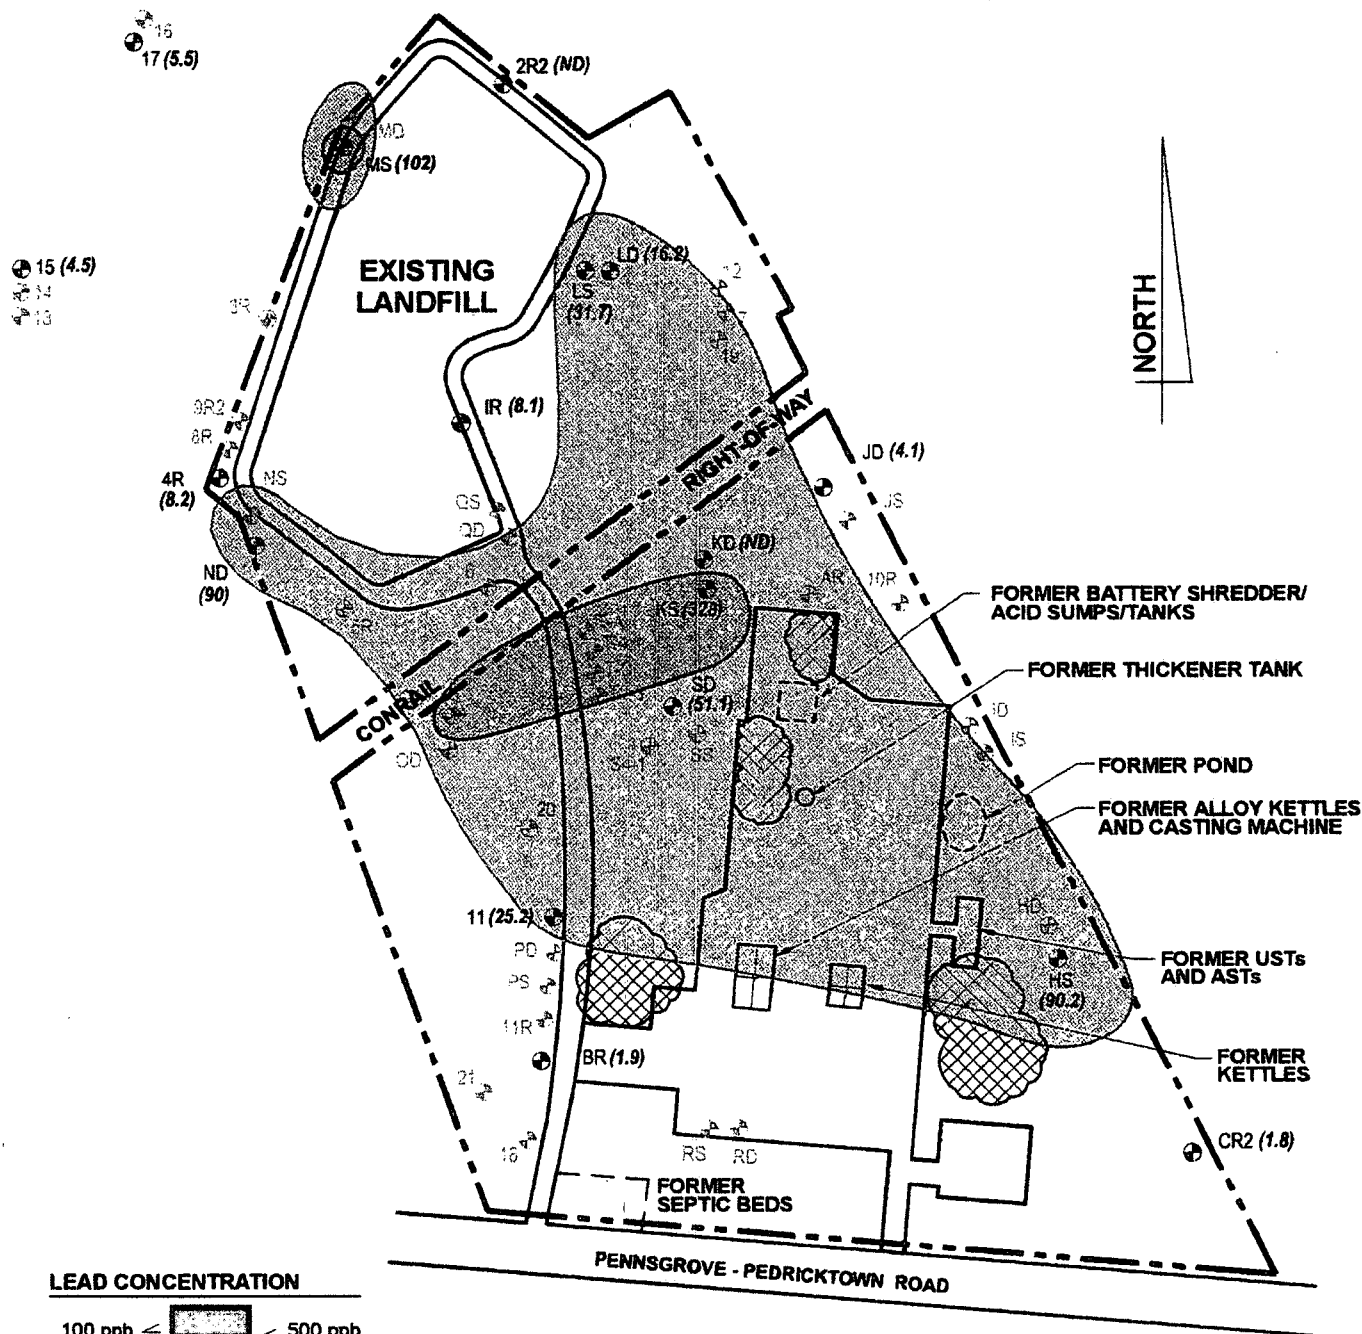 16
17 (5.5)
2R2 (ND)
MD
MS (102)
15 (4.5)
14
13
EXISTING
LANDFILL
LD (16.2)
LS
(31.7)
12
19
3R
NORTH
IR (8.1)
9R2
8R
RIGHT-OF-WAY
JD (4.1)
4R
(8.2)
NS
QS
QD
JS
KD (ND)
ND
(90)
AR
10R
FORMER BATTERY SHREDDER/
ACID SUMPS/TANKS
FORMER THICKENER TANK
SD
(51.1)
CONRAIL
OD
SS
ID
IS
FORMER POND
FORMER ALLOY KETTLES
AND CASTING MACHINE
20
11 (25.2)
PD
PS
11R
HD
HS
(90.2)
FORMER USTs
AND ASTs
BR (1.9)
FORMER
KETTLES
21
18
RS
RD
CR2 (1.8)
FORMER
SEPTIC BEDS
PENNSGROVE - PEDRICKTOWN ROAD
LEAD CONCENTRATION
100 ppb ≤ < 500 ppb